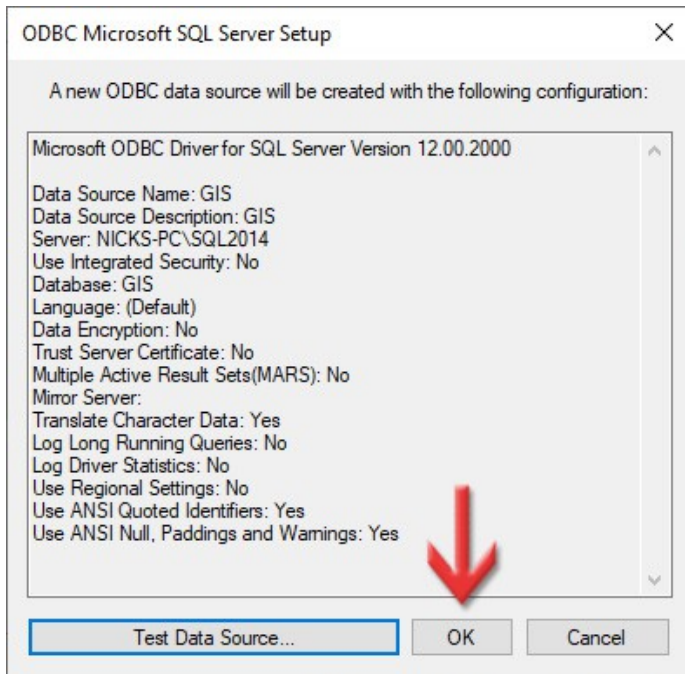 ODBC Microsoft SQL Server Setup
A new ODBC data source will be created with the following configuration:
Microsoft ODBC Driver for SQL Server Version 12.00.2000
Data Source Name: GIS
Data Source Description: GIS
Server: NICKS-PC\SQL2014
Use Integrated Security: No
Database: GIS
Language: (Default)
Data Encryption: No
Trust Server Certificate: No
Multiple Active Result Sets(MARS): No
Mirror Server:
Translate Character Data: Yes
Log Long Running Queries: No
Log Driver Statistics: No
Use Regional Settings: No
Use ANSI Quoted Identifiers: Yes
Use ANSI Null, Paddings and Warnings: Yes
Test Data Source... OK Cancel